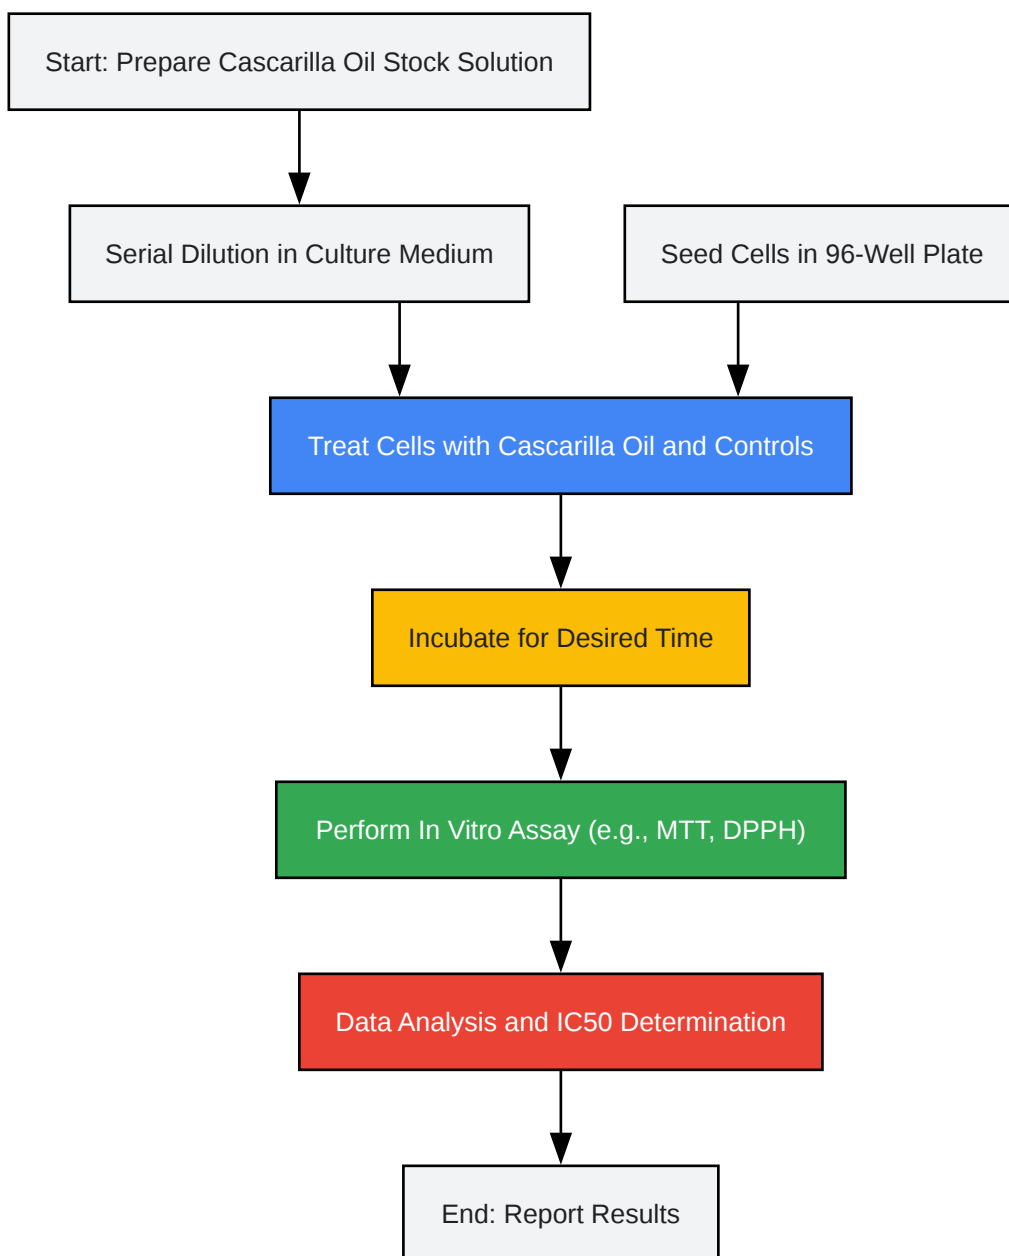 Start: Prepare Cascarilla Oil Stock Solution
Serial Dilution in Culture Medium
Seed Cells in 96-Well Plate
Treat Cells with Cascarilla Oil and Controls
Incubate for Desired Time
Perform In Vitro Assay (e.g., MTT, DPPH)
Data Analysis and IC50 Determination
End: Report Results